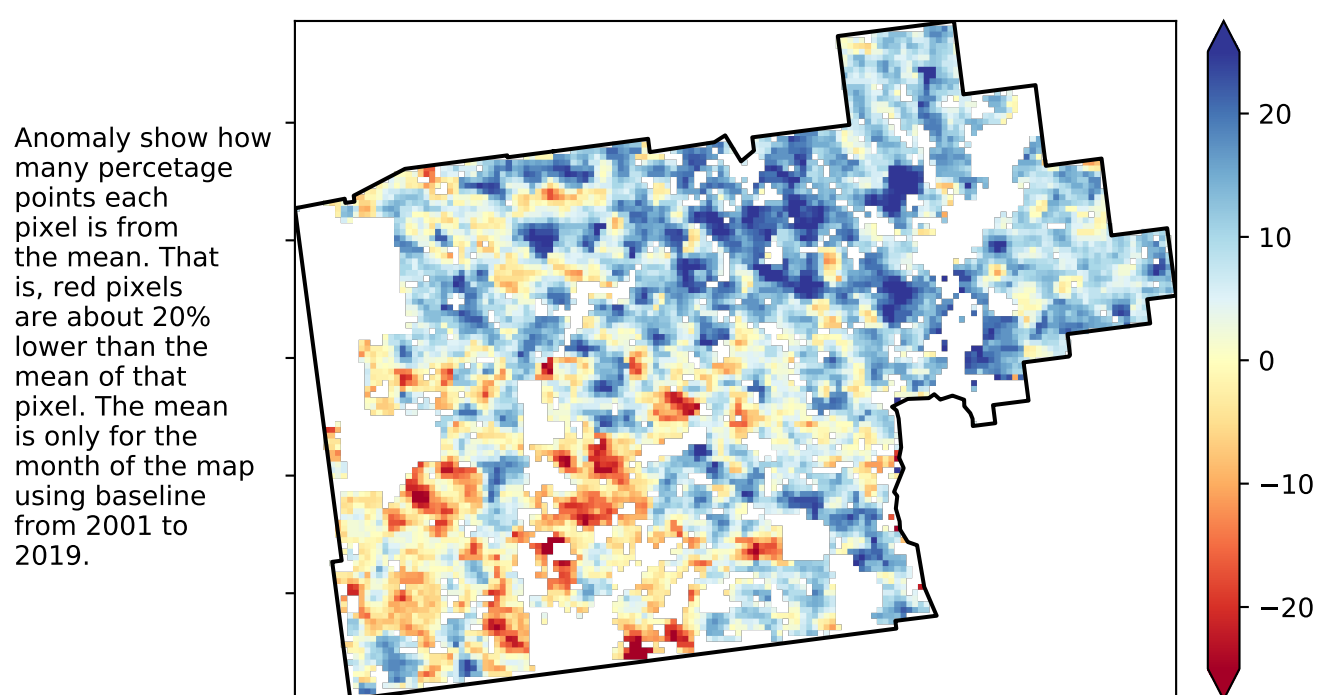 Anomaly show how
many percetage
points each
pixel is from
the mean. That
is, red pixels
are about 20%
lower than the
mean of that
pixel. The mean
is only for the
month of the map
using baseline
from 2001 to
2019.
20
10
0
−10
−20